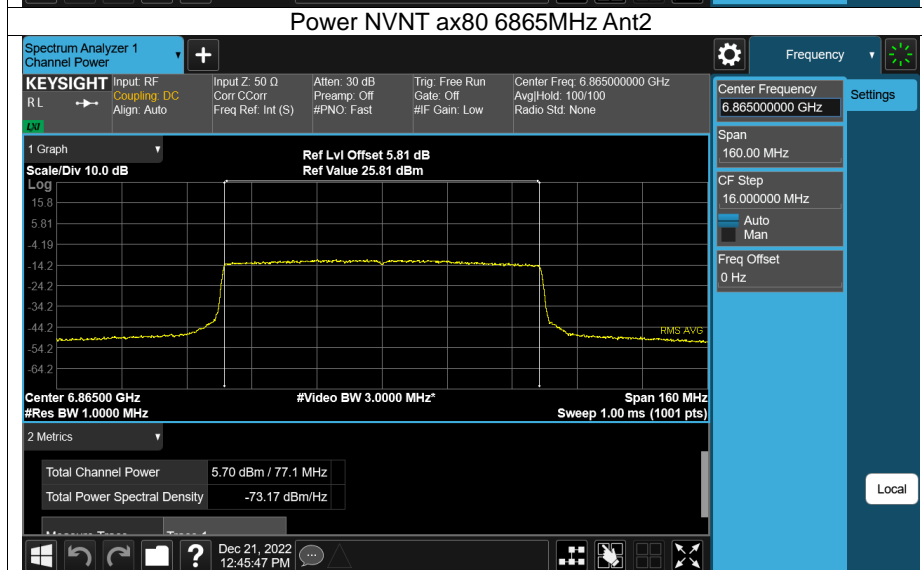 Power NVNT ax80 6865MHz Ant2
Spectrum Analyzer 1
Channel Power
Frequency
KEYSIGHT
RL
LXI
Input: RF
Coupling: DC
Align: Auto
Input Z: 50 Ω
Corr CCorr
Freq Ref: Int (S)
Atten: 30 dB
Preamp: Off
#PNO: Fast
Trig: Free Run
Gate: Off
#IF Gain: Low
Center Freq: 6.865000000 GHz
Avg|Hold: 100/100
Radio Std: None
Center Frequency
6.865000000 GHz
Settings
Span
160.00 MHz
CF Step
16.000000 MHz
Auto
Man
Freq Offset
0 Hz
1 Graph
Scale/Div 10.0 dB
Ref Lvl Offset 5.81 dB
Ref Value 25.81 dBm
Log
15.8
5.81
-4.19
-14.2
-24.2
-34.2
-44.2
-54.2
-64.2
RMS AVG
Center 6.86500 GHz
#Video BW 3.0000 MHz*
Span 160 MHz
#Res BW 1.0000 MHz
Sweep 1.00 ms (1001 pts)
2 Metrics
Total Channel Power 5.70 dBm / 77.1 MHz
Total Power Spectral Density -73.17 dBm/Hz
Local
?
Dec 21, 2022
12:45:47 PM